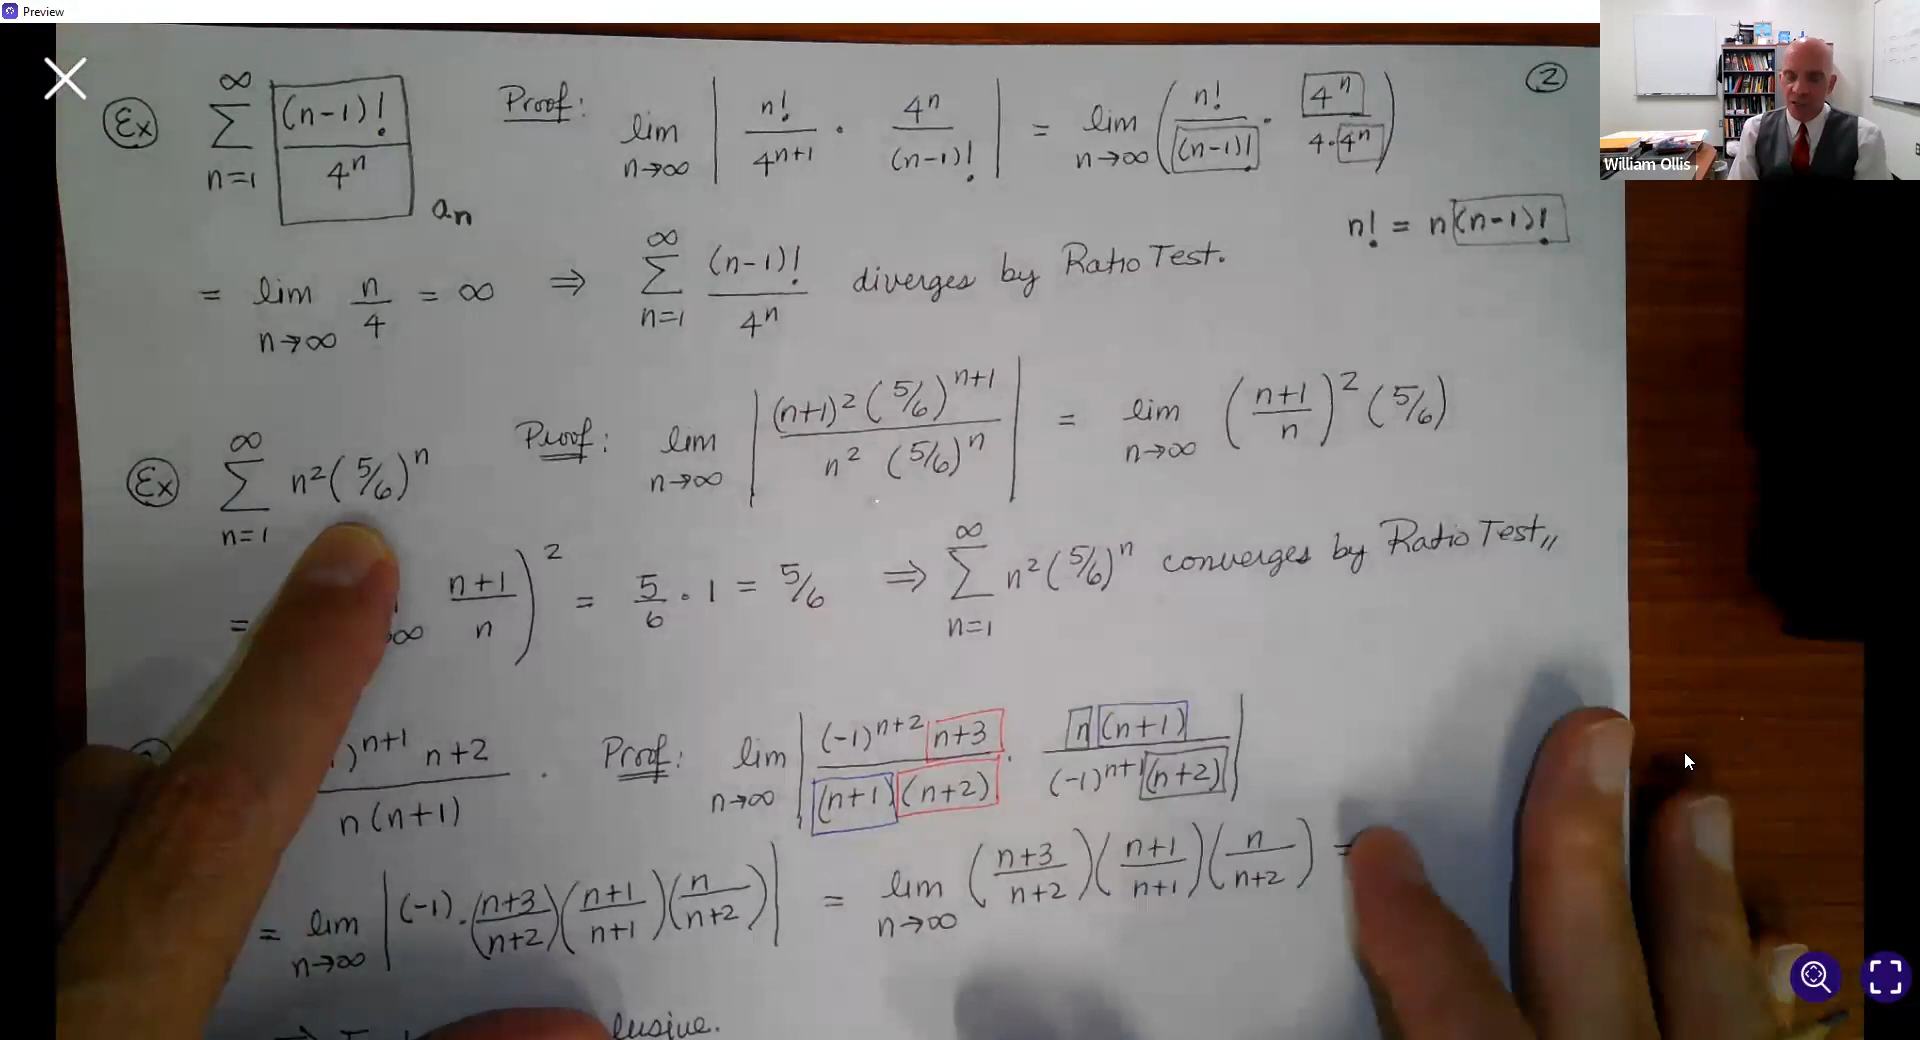 Preview
William Ollis
②
Ex ∑_{n=1}^{∞} (n-1)!/4^n a_n Proof: lim_{n→∞} | n!/4^{n+1} · 4^n/(n-1)! | = lim_{n→∞} ( n!/(n-1)! · 4^n/(4·4^n) )
n! = n(n-1)!
= lim_{n→∞} n/4 = ∞ ⇒ ∑_{n=1}^{∞} (n-1)!/4^n diverges by Ratio Test.
Ex ∑_{n=1}^{∞} n²(5/6)^n Proof: lim_{n→∞} | (n+1)²(5/6)^{n+1} / n² (5/6)^n | = lim_{n→∞} ( (n+1)/n )² (5/6)
= ∞ (n+1)/n )² = 5/6 · 1 = 5/6 ⇒ ∑_{n=1}^{∞} n²(5/6)^n converges by Ratio Test,,
)^{n+1} n+2 / n(n+1) . Proof: lim_{n→∞} | (-1)^{n+2} (n+3) / (n+1)(n+2) · n(n+1) / (-1)^{n+1}(n+2) |
= lim_{n→∞} | (-1)·((n+3)/(n+2))((n+1)/(n+1))(n/(n+2)) | = lim_{n→∞} ((n+3)/(n+2))((n+1)/(n+1))(n/(n+2)) =
⇒ lusive.